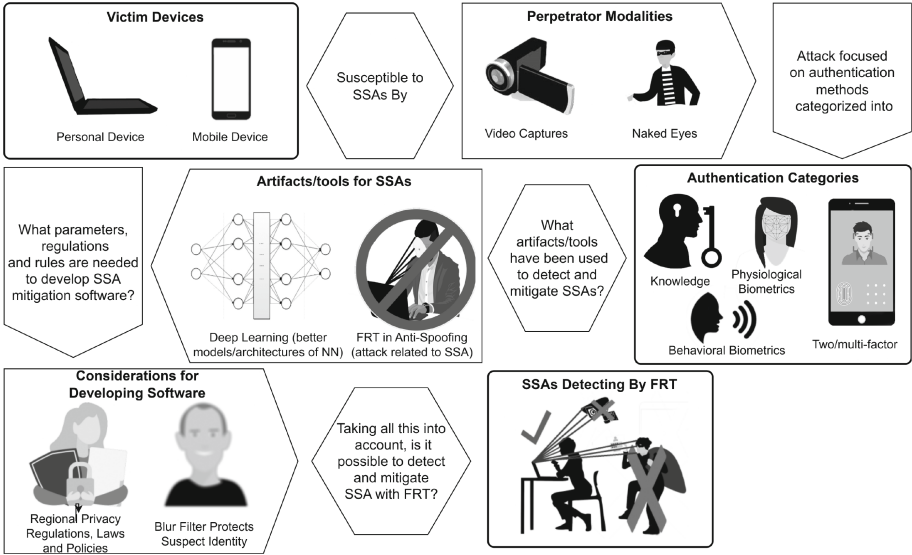 Victim Devices
Personal Device
Mobile Device
Susceptible to
SSAs By
Perpetrator Modalities
Video Captures
Naked Eyes
Attack focused
on authentication
methods
categorized into
Authentication Categories
Knowledge
Physiological
Biometrics
Behavioral Biometrics
Two/multi-factor
What
artifacts/tools
have been used
to detect and
mitigate SSAs?
Artifacts/tools for SSAs
Deep Learning (better
models/architectures of NN)
FRT in Anti-Spoofing
(attack related to SSA)
What parameters,
regulations
and rules are needed
to develop SSA
mitigation software?
Considerations for
Developing Software
Regional Privacy
Regulations, Laws
and Policies
Blur Filter Protects
Suspect Identity
Taking all this into
account, is it
possible to detect
and mitigate
SSA with FRT?
SSAs Detecting By FRT